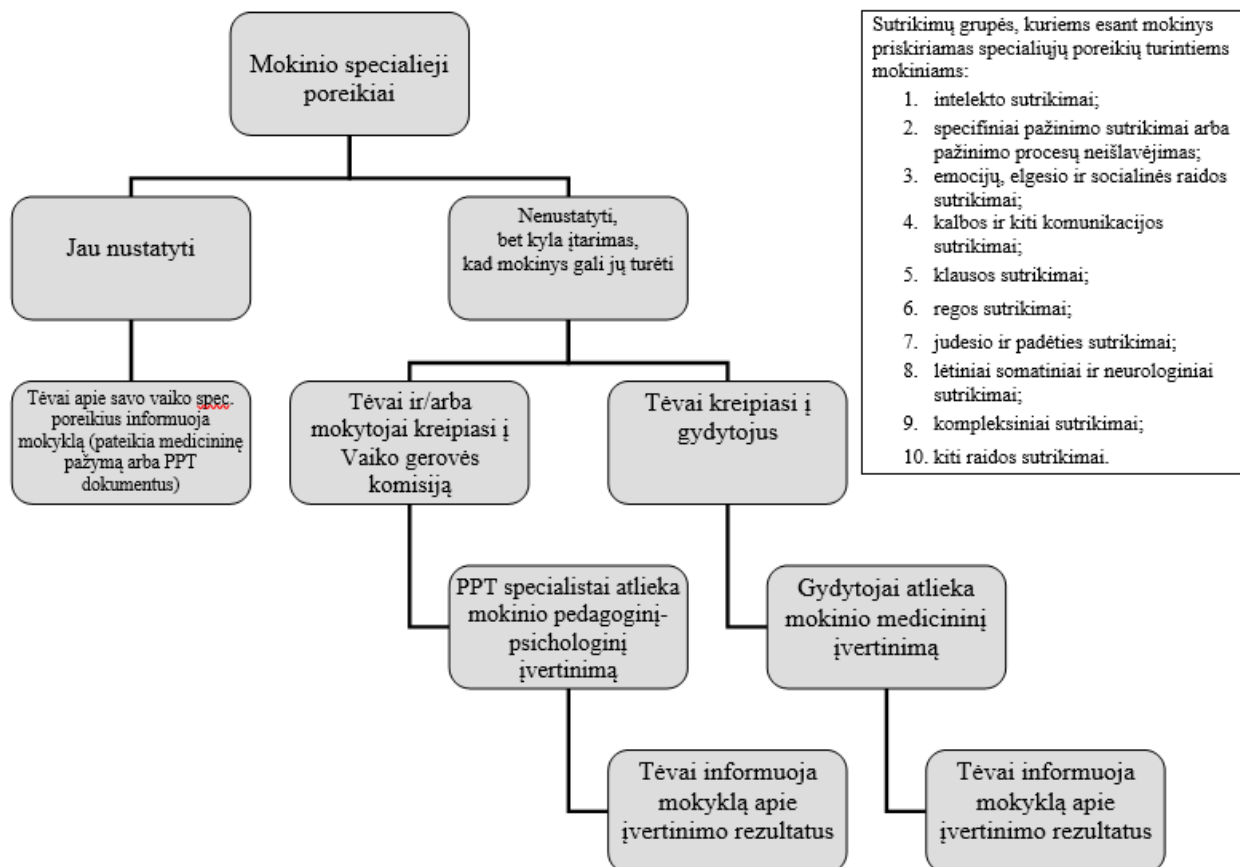 Mokinio specialieji
poreikiai
Jau nustatyti
Nenustatyti,
bet kyla įtarimas,
kad mokinys gali jų turėti
Tėvai apie savo vaiko spec.
poreikius informuoja
mokyklą (pateikia medicininę
pažymą arba PPT
dokumentus)
Tėvai ir/arba
mokytojai kreipiasi į
Vaiko gerovės
komisiją
Tėvai kreipiasi į
gydytojus
PPT specialistai atlieka
mokinio pedagoginį-
psichologinį
įvertinimą
Gydytojai atlieka
mokinio medicininį
įvertinimą
Tėvai informuoja
mokyklą apie
įvertinimo rezultatus
Tėvai informuoja
mokyklą apie
įvertinimo rezultatus
Sutrikimų grupės, kuriems esant mokinys
priskiriamas specialiųjų poreikių turintiems
mokiniams:
1. intelekto sutrikimai;
2. specifiniai pažinimo sutrikimai arba
pažinimo procesų neišlavėjimas;
3. emocijų, elgesio ir socialinės raidos
sutrikimai;
4. kalbos ir kiti komunikacijos
sutrikimai;
5. klausos sutrikimai;
6. regos sutrikimai;
7. judesio ir padėties sutrikimai;
8. lėtiniai somatiniai ir neurologiniai
sutrikimai;
9. kompleksiniai sutrikimai;
10. kiti raidos sutrikimai.